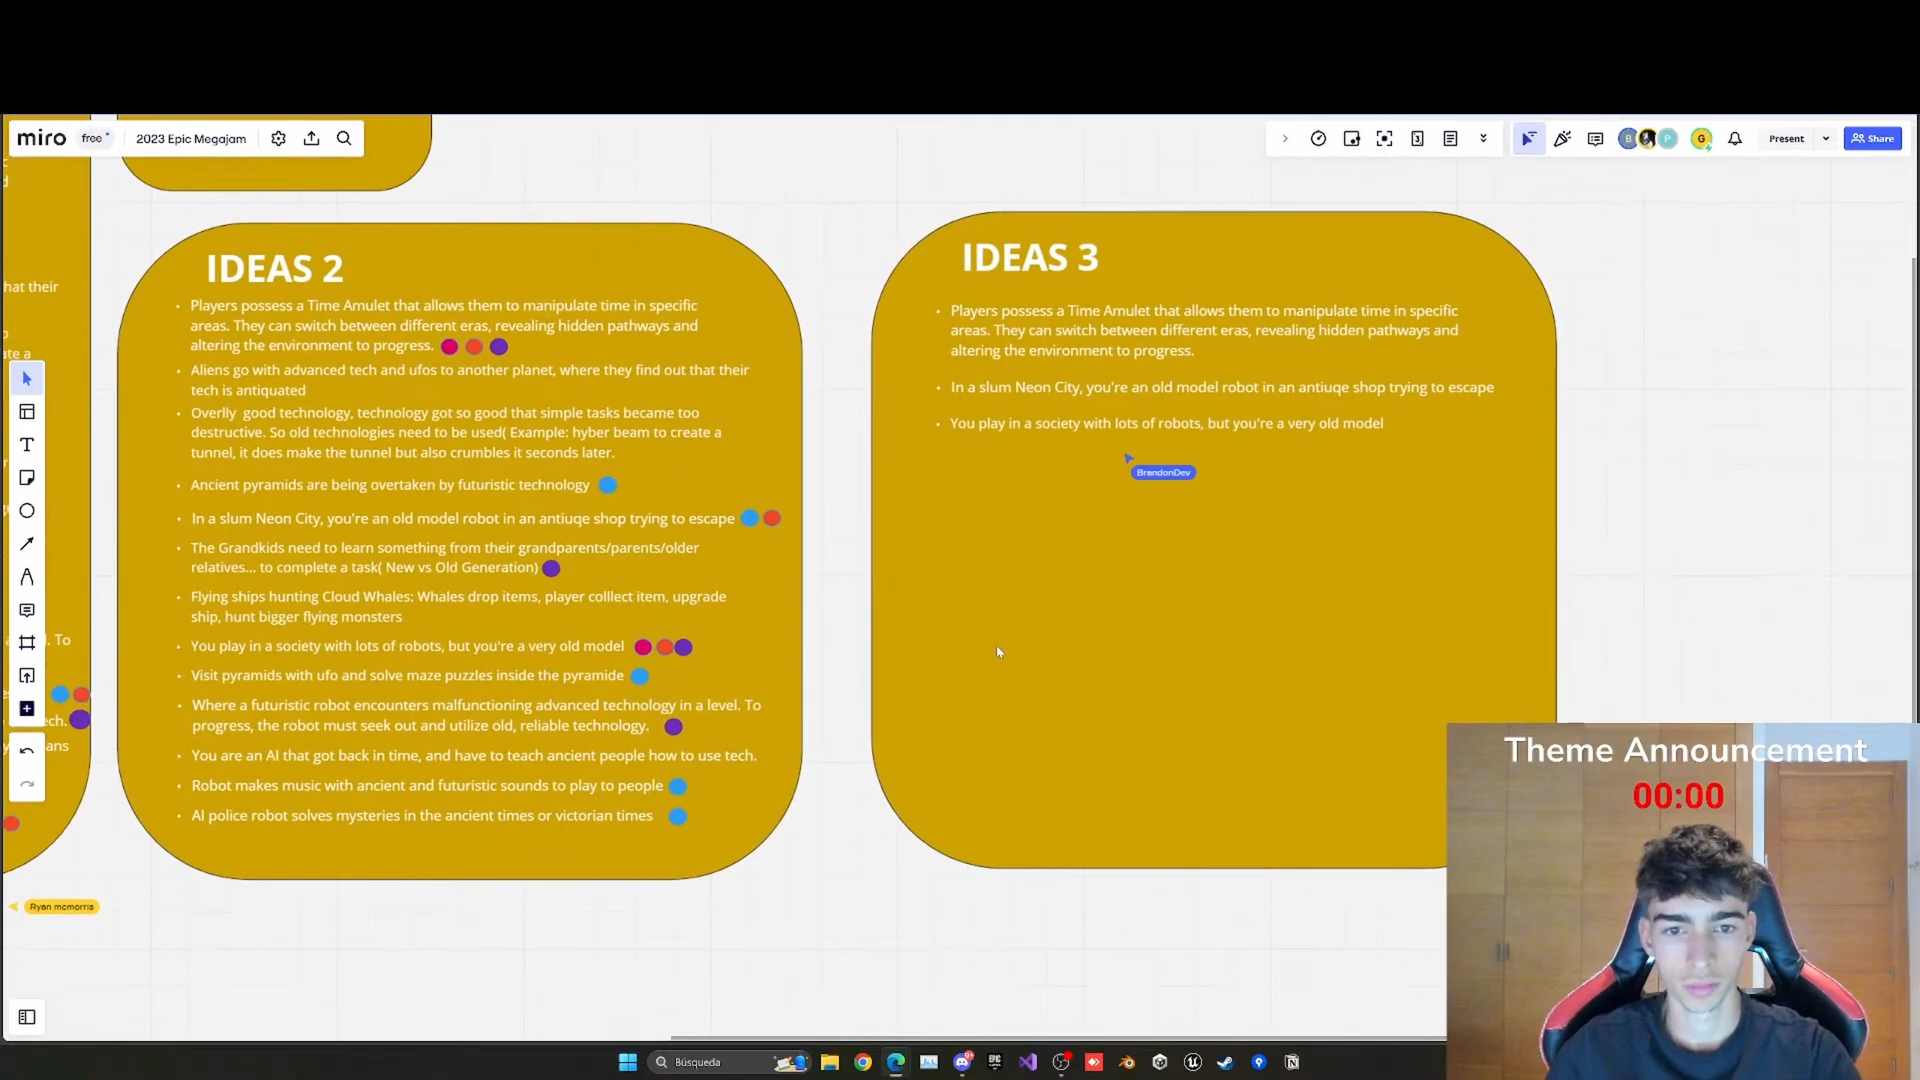 miro
free
2023 Epic Megajam
Present
Share
hat their
ate a
. To
ech.
ans
IDEAS 2
• Players possess a Time Amulet that allows them to manipulate time in specific
areas. They can switch between different eras, revealing hidden pathways and
altering the environment to progress.
• Aliens go with advanced tech and ufos to another planet, where they find out that their
tech is antiquated
• Overlly good technology, technology got so good that simple tasks became too
destructive. So old technologies need to be used( Example: hyber beam to create a
tunnel, it does make the tunnel but also crumbles it seconds later.
• Ancient pyramids are being overtaken by futuristic technology
• In a slum Neon City, you're an old model robot in an antiuqe shop trying to escape
• The Grandkids need to learn something from their grandparents/parents/older
relatives... to complete a task( New vs Old Generation)
• Flying ships hunting Cloud Whales: Whales drop items, player colllect item, upgrade
ship, hunt bigger flying monsters
• You play in a society with lots of robots, but you're a very old model
• Visit pyramids with ufo and solve maze puzzles inside the pyramide
• Where a futuristic robot encounters malfunctioning advanced technology in a level. To
progress, the robot must seek out and utilize old, reliable technology.
• You are an AI that got back in time, and have to teach ancient people how to use tech.
• Robot makes music with ancient and futuristic sounds to play to people
• AI police robot solves mysteries in the ancient times or victorian times
IDEAS 3
• Players possess a Time Amulet that allows them to manipulate time in specific
areas. They can switch between different eras, revealing hidden pathways and
altering the environment to progress.
• In a slum Neon City, you're an old model robot in an antiuqe shop trying to escape
• You play in a society with lots of robots, but you're a very old model
BrandonDev
Ryan mcmorris
Theme Announcement
00:00
Búsqueda